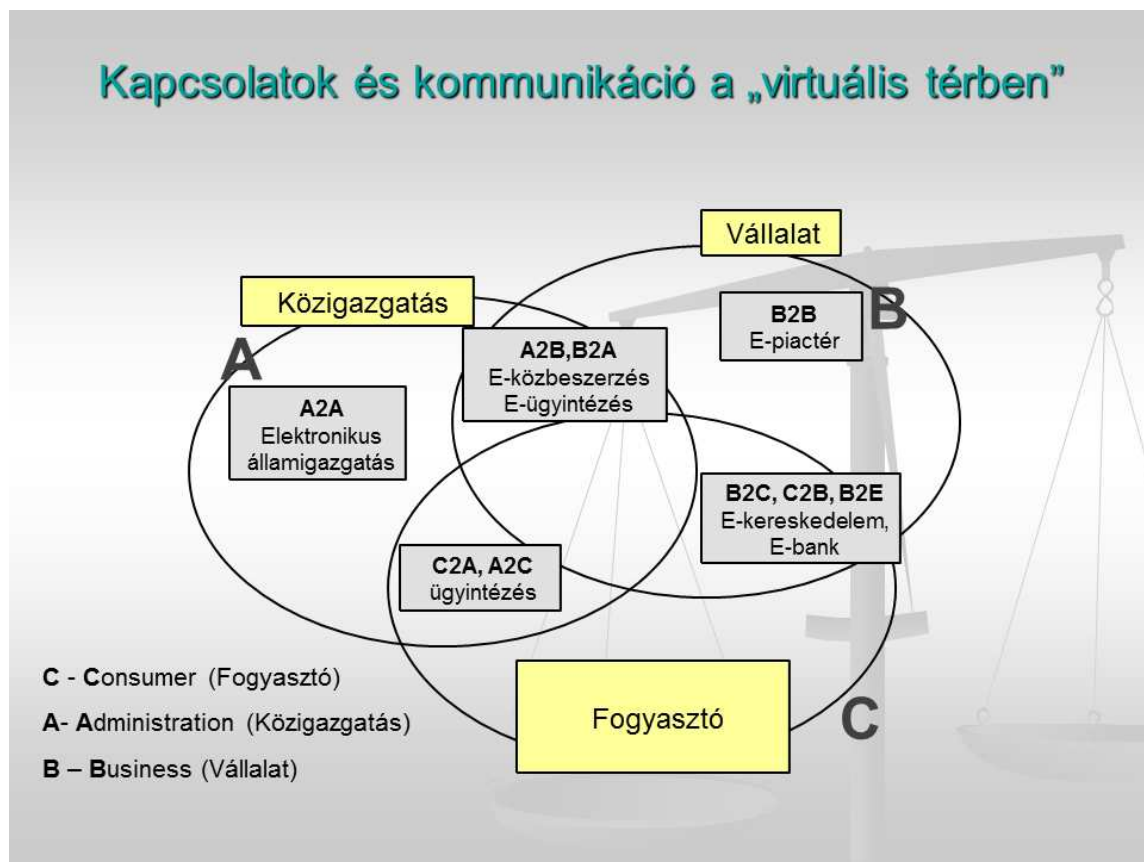 Kapcsolatok és kommunikáció a „virtuális térben”
Vállalat
Közigazgatás
B
B2B
E-piactér
A
A2B,B2A
E-közbeszerzés
E-ügyintézés
A2A
Elektronikus
államigazgatás
B2C, C2B, B2E
E-kereskedelem,
E-bank
C2A, A2C
ügyintézés
Fogyasztó
C
C - Consumer (Fogyasztó)
A- Administration (Közigazgatás)
B – Business (Vállalat)